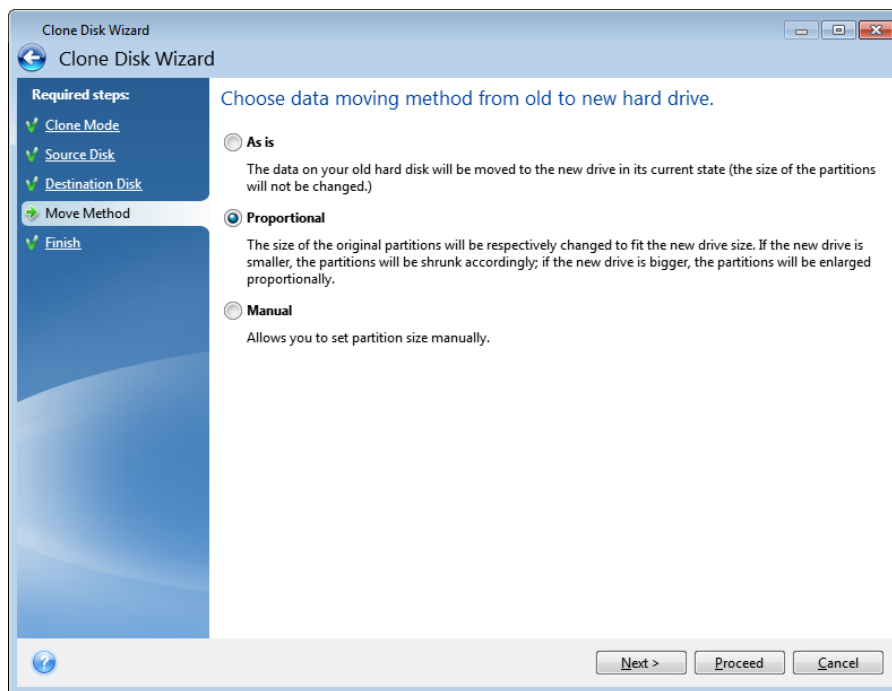 Clone Disk Wizard
Clone Disk Wizard
Required steps:
Clone Mode
Source Disk
Destination Disk
Move Method
Finish
Choose data moving method from old to new hard drive.
As is
The data on your old hard disk will be moved to the new drive in its current state (the size of the partitions
will not be changed.)
Proportional
The size of the original partitions will be respectively changed to fit the new drive size. If the new drive is
smaller, the partitions will be shrunk accordingly; if the new drive is bigger, the partitions will be enlarged
proportionally.
Manual
Allows you to set partition size manually.
?
Next >
Proceed
Cancel